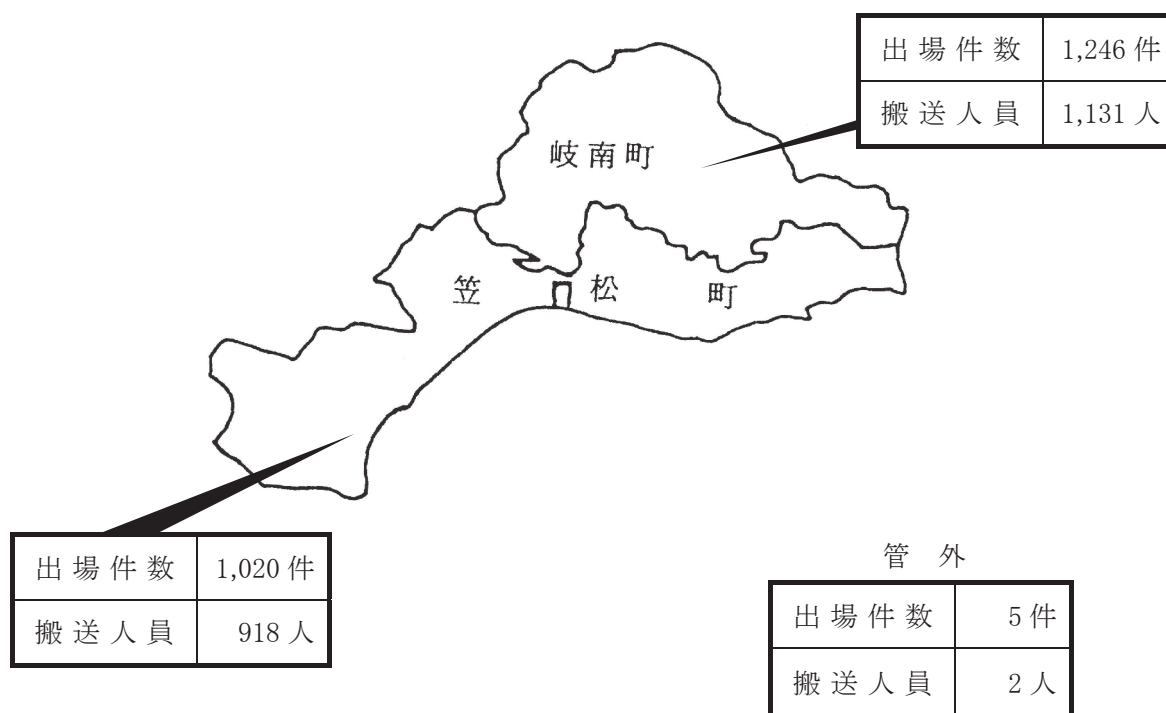 出場件数 1,246件
搬送人員 1,131人
岐南町
笠松町
出場件数 1,020件
搬送人員 918人
管外
出場件数 5件
搬送人員 2人